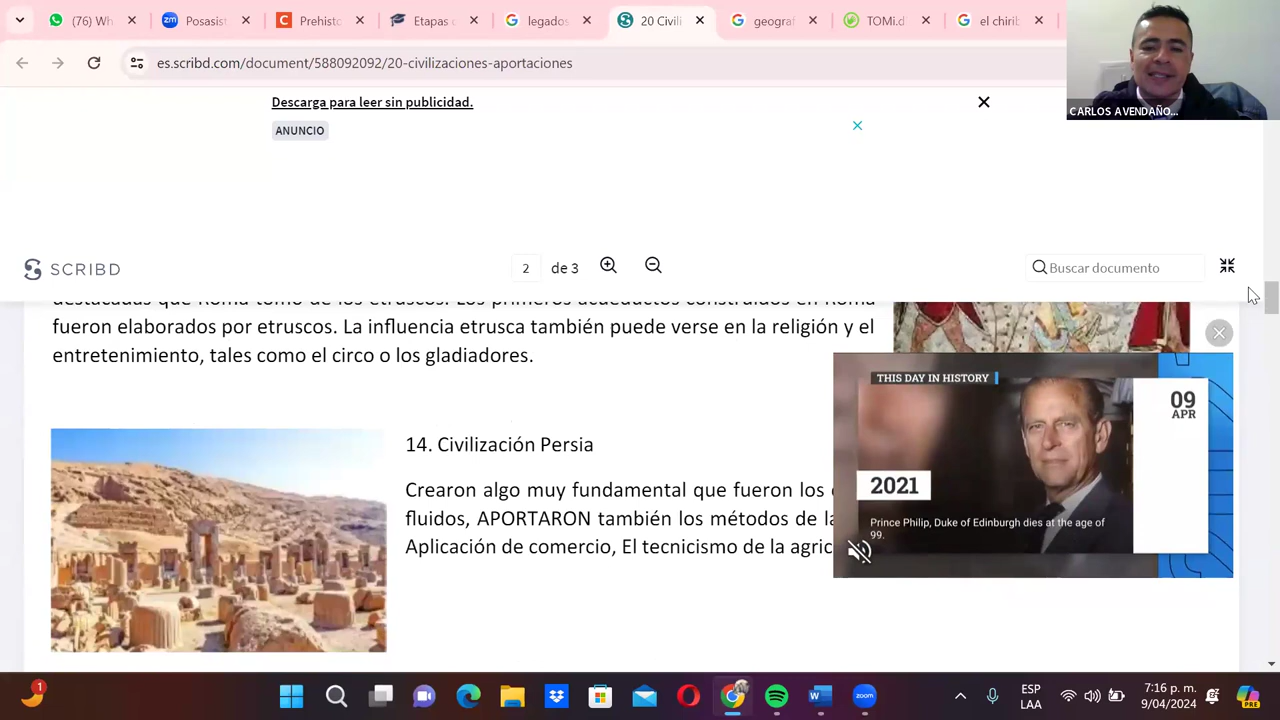 (76) Wh
Posasist
Prehisto
Etapas d
legados
20 Civili
geograf
TOMi.d
el chirib
es.scribd.com/document/588092092/20-civilizaciones-aportaciones
CARLOS AVENDAÑO...
Descarga para leer sin publicidad.
ANUNCIO
SCRIBD
2 de 3
Buscar documento
destacadas que Roma tomó de los etruscos. Los primeros acueductos construidos en Roma
fueron elaborados por etruscos. La influencia etrusca también puede verse en la religión y el
entretenimiento, tales como el circo o los gladiadores.
THIS DAY IN HISTORY
09
APR
2021
Prince Philip, Duke of Edinburgh dies at the age of
99.
14. Civilización Persia
Crearon algo muy fundamental que fueron los
fluidos, APORTARON también los métodos de la
Aplicación de comercio, El tecnicismo de la agric
1
ESP
LAA
7:16 p. m.
9/04/2024
PRE